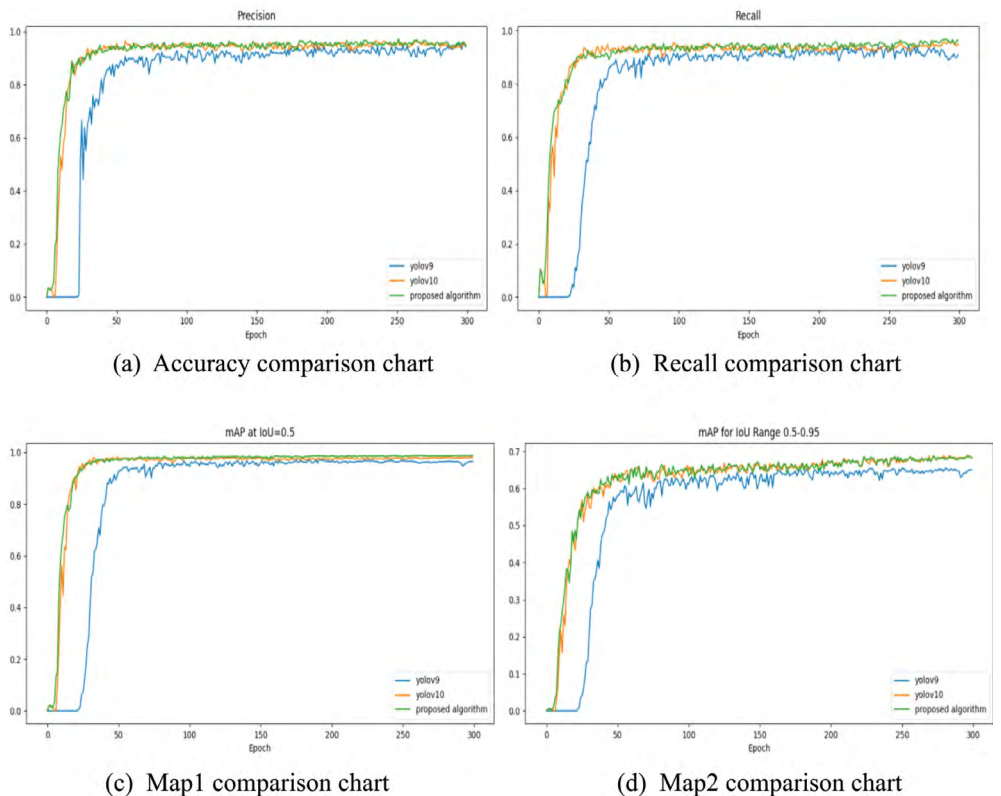 Precision
1.0
0.8
0.6
0.4
0.2
0.0
yolov9
yolov10
proposed algorithm
0 50 100 150 200 250 300
Epoch
(a) Accuracy comparison chart
Recall
1.0
0.8
0.6
0.4
0.2
0.0
yolov9
yolov10
proposed algorithm
0 50 100 150 200 250 300
Epoch
(b) Recall comparison chart
mAP at IoU=0.5
1.0
0.8
0.6
0.4
0.2
0.0
yolov9
yolov10
proposed algorithm
0 50 100 150 200 250 300
Epoch
(c) Map1 comparison chart
mAP for IoU Range 0.5-0.95
0.7
0.6
0.5
0.4
0.3
0.2
0.1
0.0
yolov9
yolov10
proposed algorithm
0 50 100 150 200 250 300
Epoch
(d) Map2 comparison chart